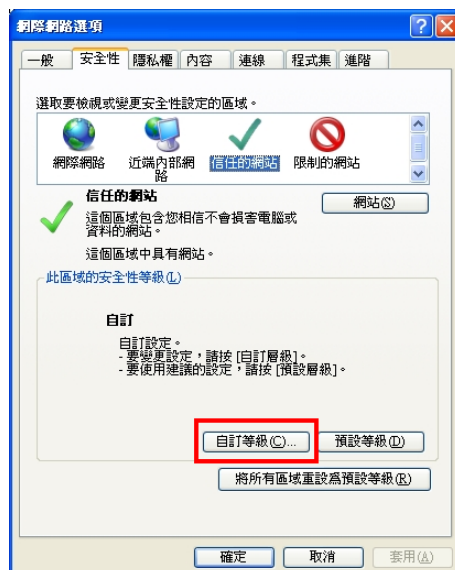 網際網路選項
一般 安全性 隱私權 內容 連線 程式集 進階
選取要檢視或變更安全性設定的區域。
網際網路 近端內部網路 信任的網站 限制的網站
信任的網站
網站(S)
這個區域包含您相信不會損害電腦或
資料的網站。
這個區域中具有網站。
此區域的安全性等級(L)
自訂
自訂設定。
- 要變更設定，請按 [自訂層級]。
- 要使用建議的設定，請按 [預設層級]。
自訂等級(C)... 預設等級(D)
將所有區域重設為預設等級(R)
確定 取消 套用(A)